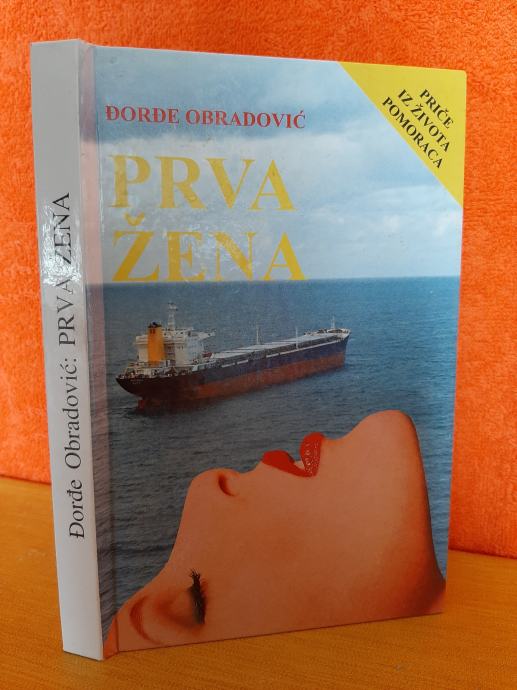 Đorđe Obradović: PRVA ŽENA
ĐORĐE OBRADOVIĆ
PRVA
ŽENA
PRIČE
IZ ŽIVOTA
POMORACA